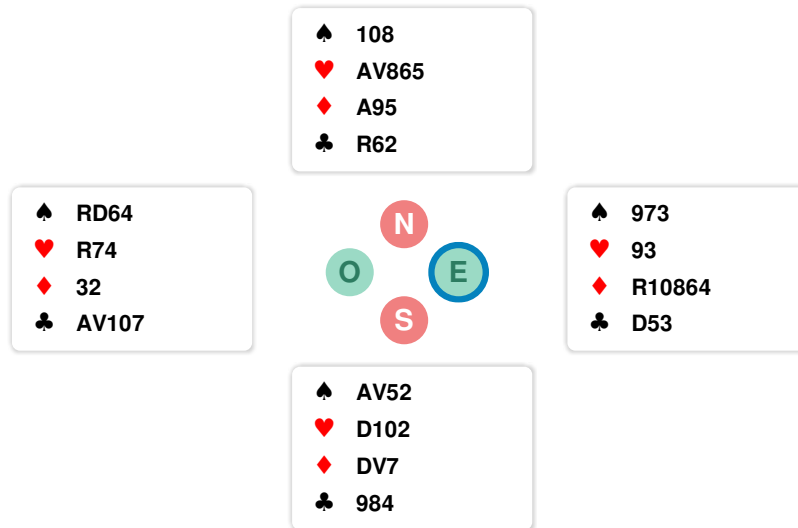 ♠ 108
♥ AV865
♦ A95
♣ R62
♠ RD64
♥ R74
♦ 32
♣ AV107
N
O E
S
♠ 973
♥ 93
♦ R10864
♣ D53
♠ AV52
♥ D102
♦ DV7
♣ 984